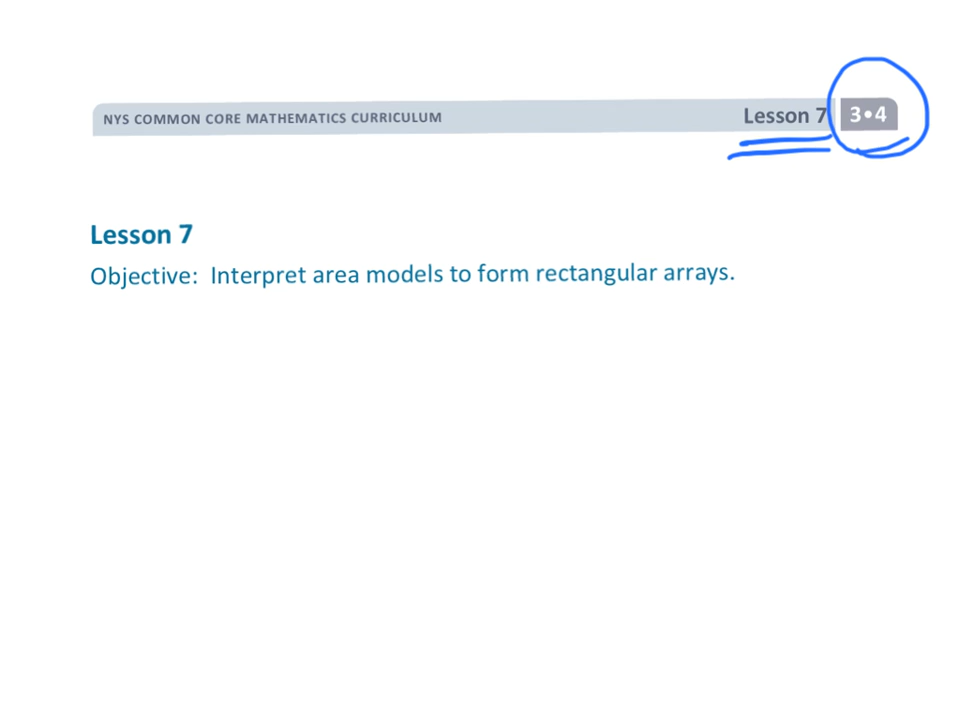 NYS COMMON CORE MATHEMATICS CURRICULUM Lesson 7 3•4
Lesson 7
Objective: Interpret area models to form rectangular arrays.